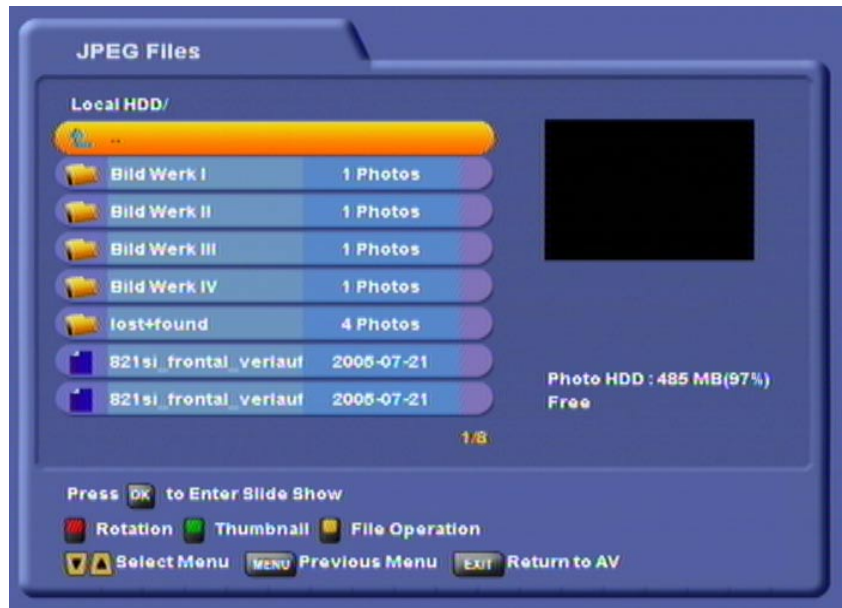 JPEG Files
Local HDD/
..
Bild Werk I 1 Photos
Bild Werk II 1 Photos
Bild Werk III 1 Photos
Bild Werk IV 1 Photos
lost+found 4 Photos
821si_frontal_verlauf 2005-07-21
821si_frontal_verlauf 2005-07-21
Photo HDD : 485 MB(97%)
Free
1/8
Press OK to Enter Slide Show
Rotation Thumbnail File Operation
Select Menu MENU Previous Menu EXIT Return to AV